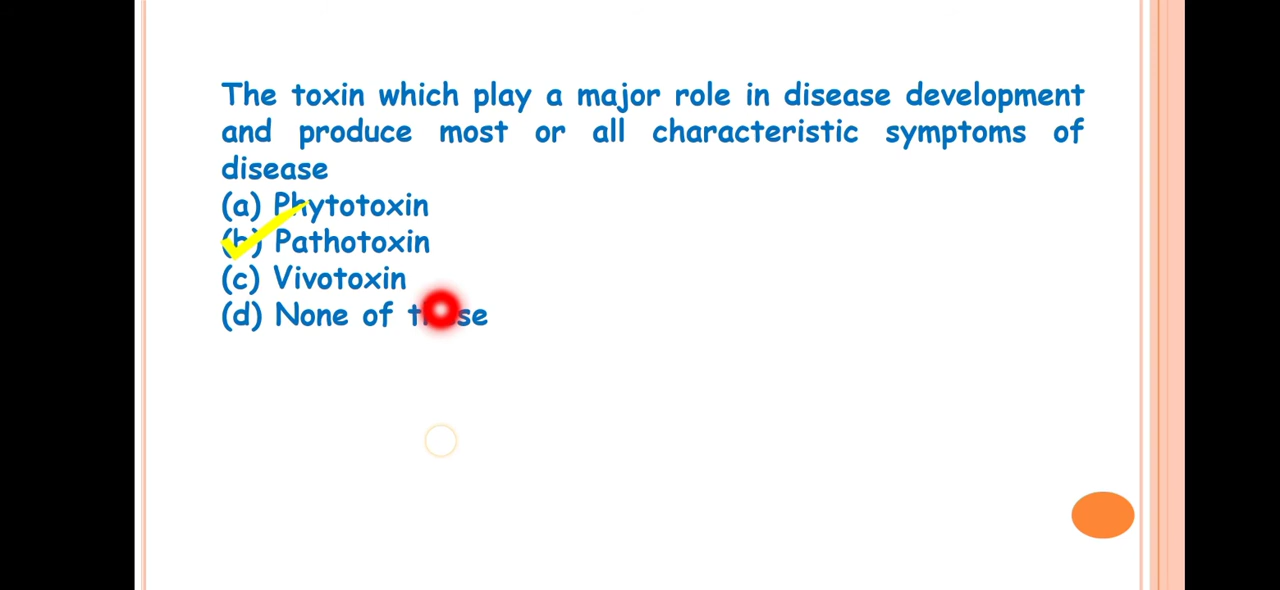 The toxin which play a major role in disease development
and produce most or all characteristic symptoms of
disease
(a) Phytotoxin
(b) Pathotoxin
(c) Vivotoxin
(d) None of these